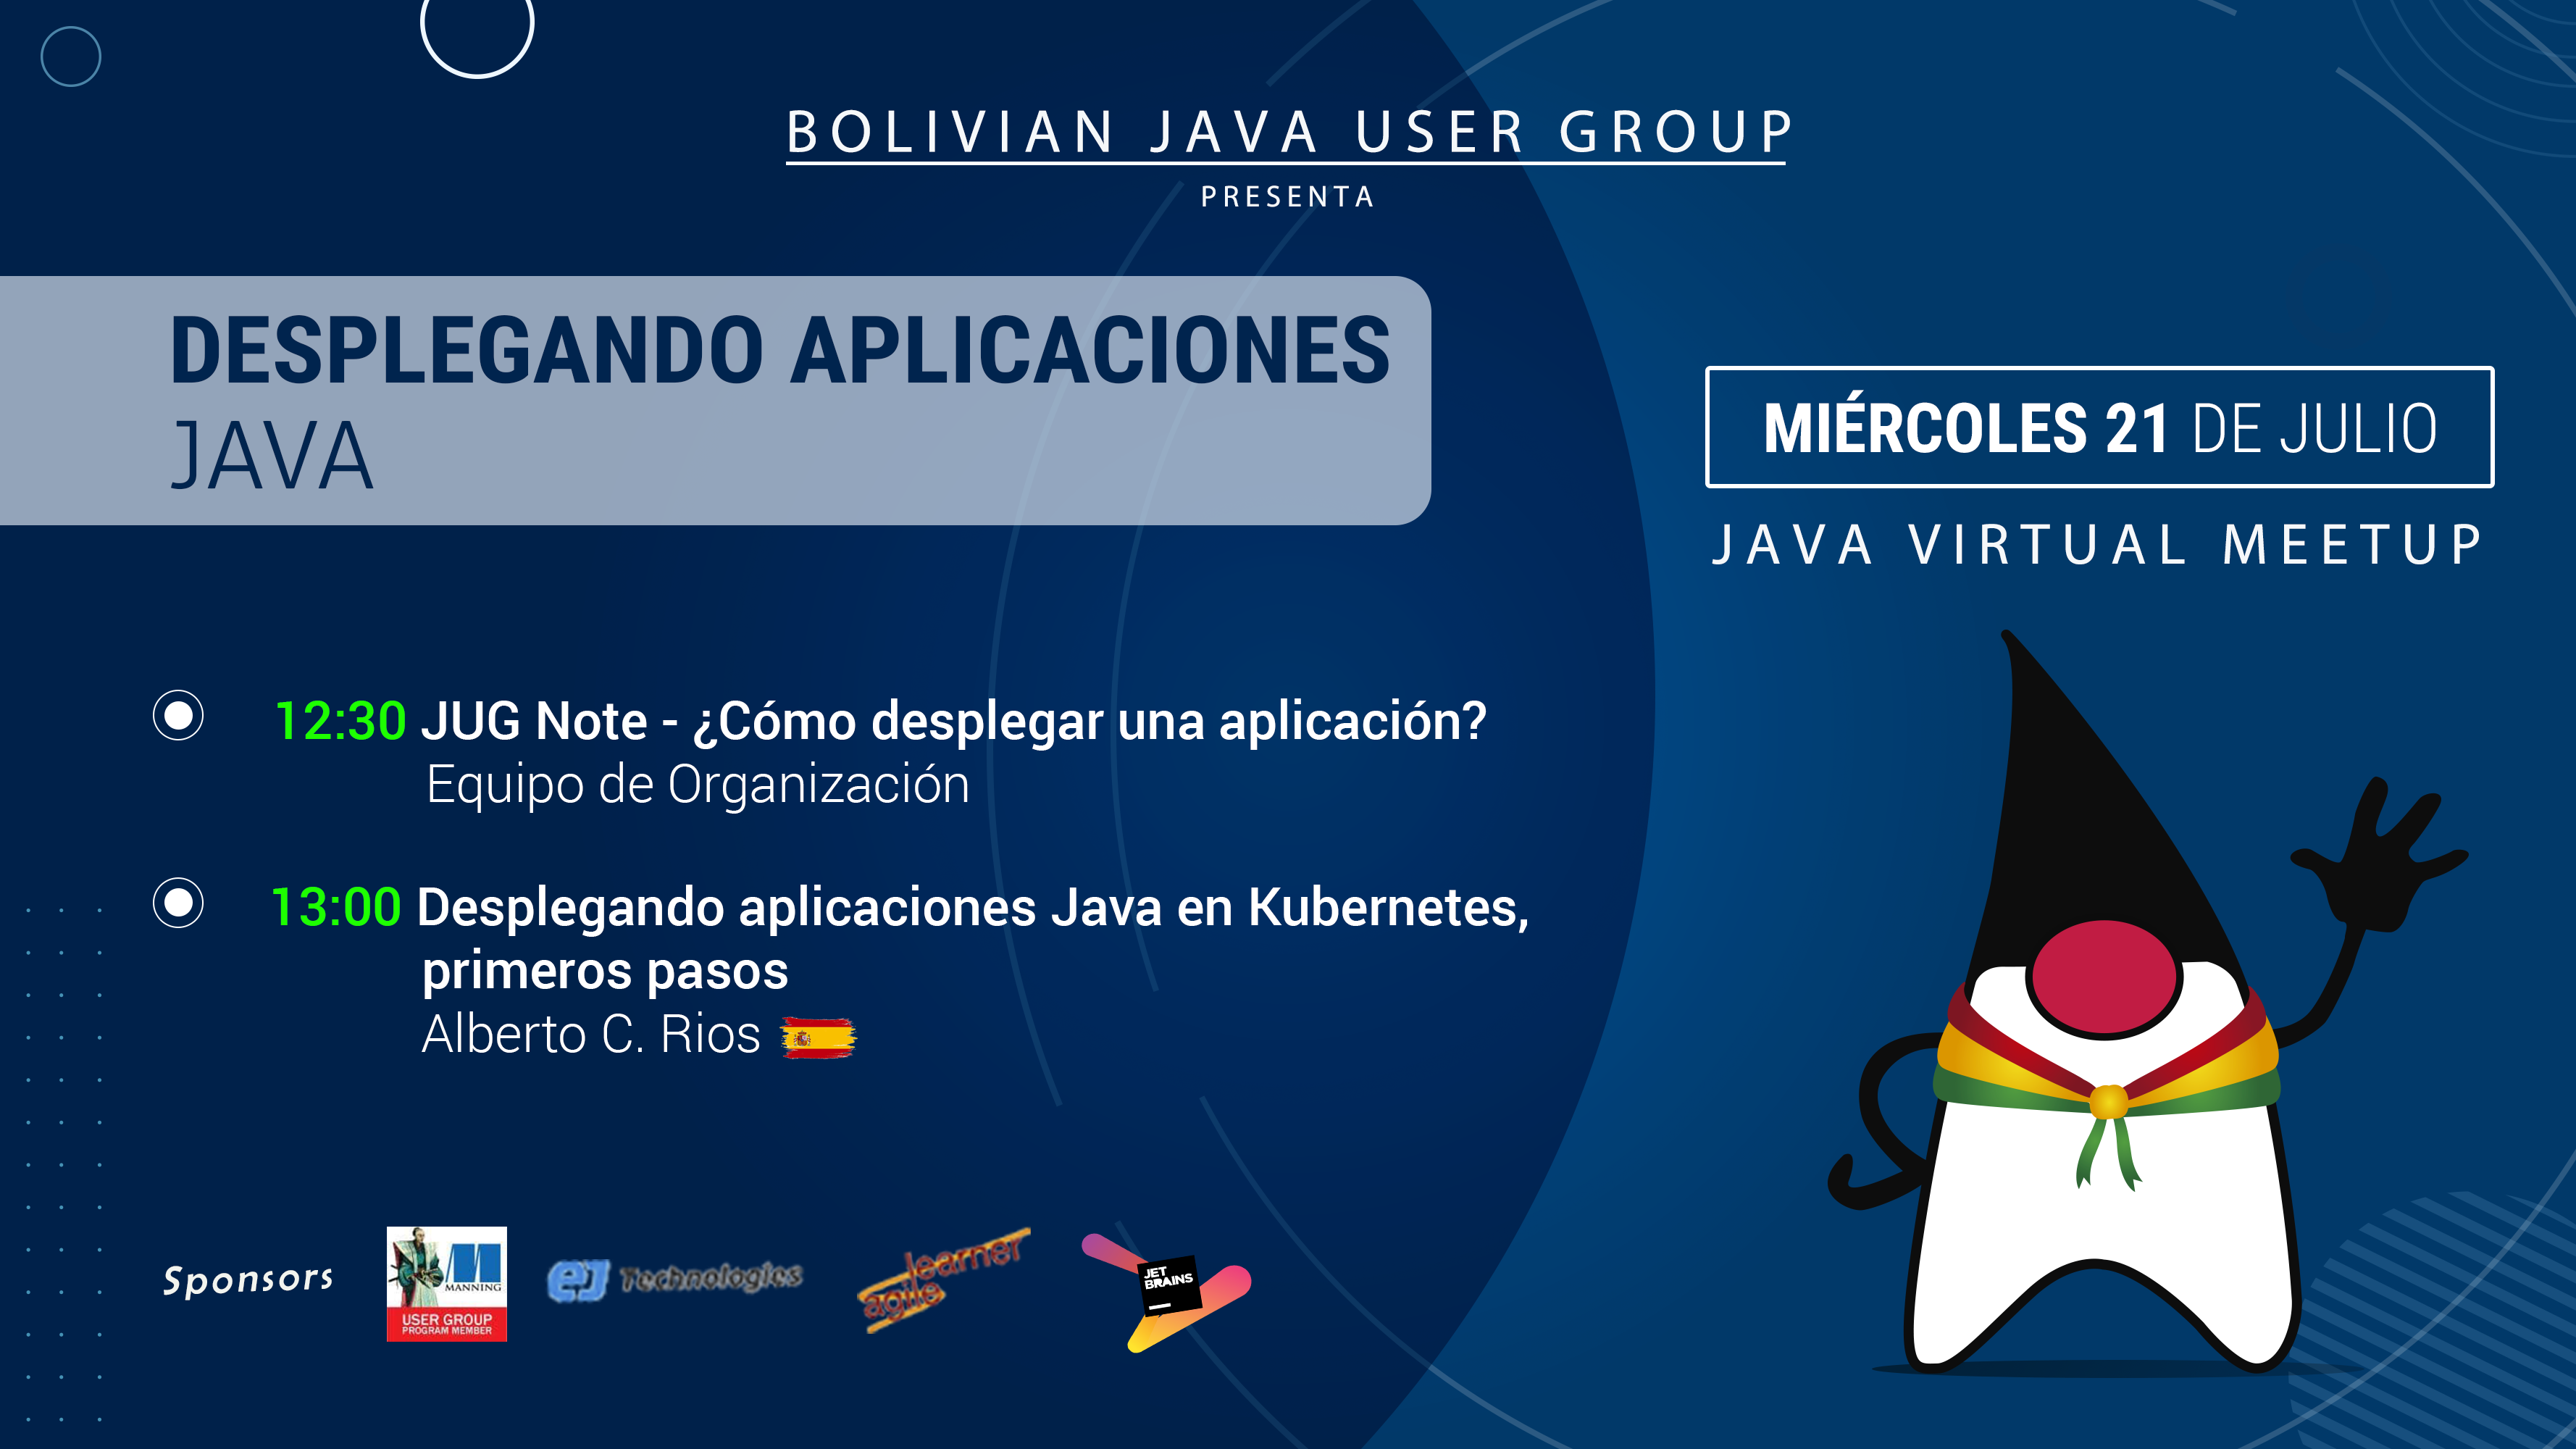 BOLIVIAN JAVA USER GROUP
PRESENTA
DESPLEGANDO APLICACIONES
JAVA
MIÉRCOLES 21 DE JULIO
JAVA VIRTUAL MEETUP
12:30 JUG Note - ¿Cómo desplegar una aplicación?
Equipo de Organización
13:00 Desplegando aplicaciones Java en Kubernetes,
primeros pasos
Alberto C. Rios
Sponsors
MANNING
USER GROUP
PROGRAM MEMBER
ej Technologies
agile
learner
JET
BRAINS